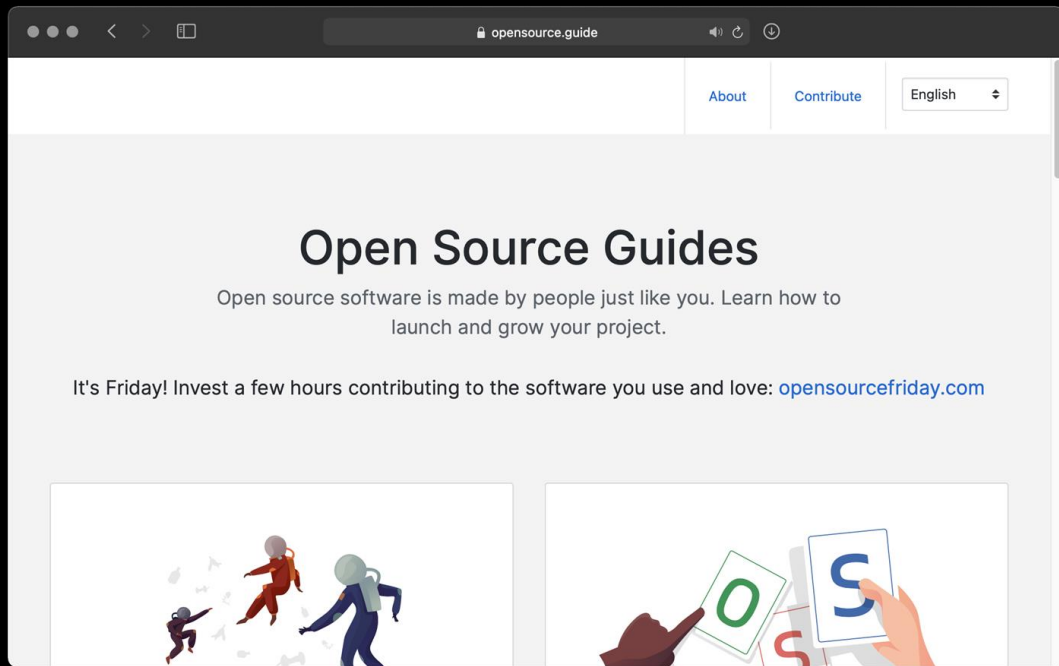 opensource.guide
About
Contribute
English
Open Source Guides
Open source software is made by people just like you. Learn how to
launch and grow your project.
It's Friday! Invest a few hours contributing to the software you use and love: opensourcefriday.com
O
S
S